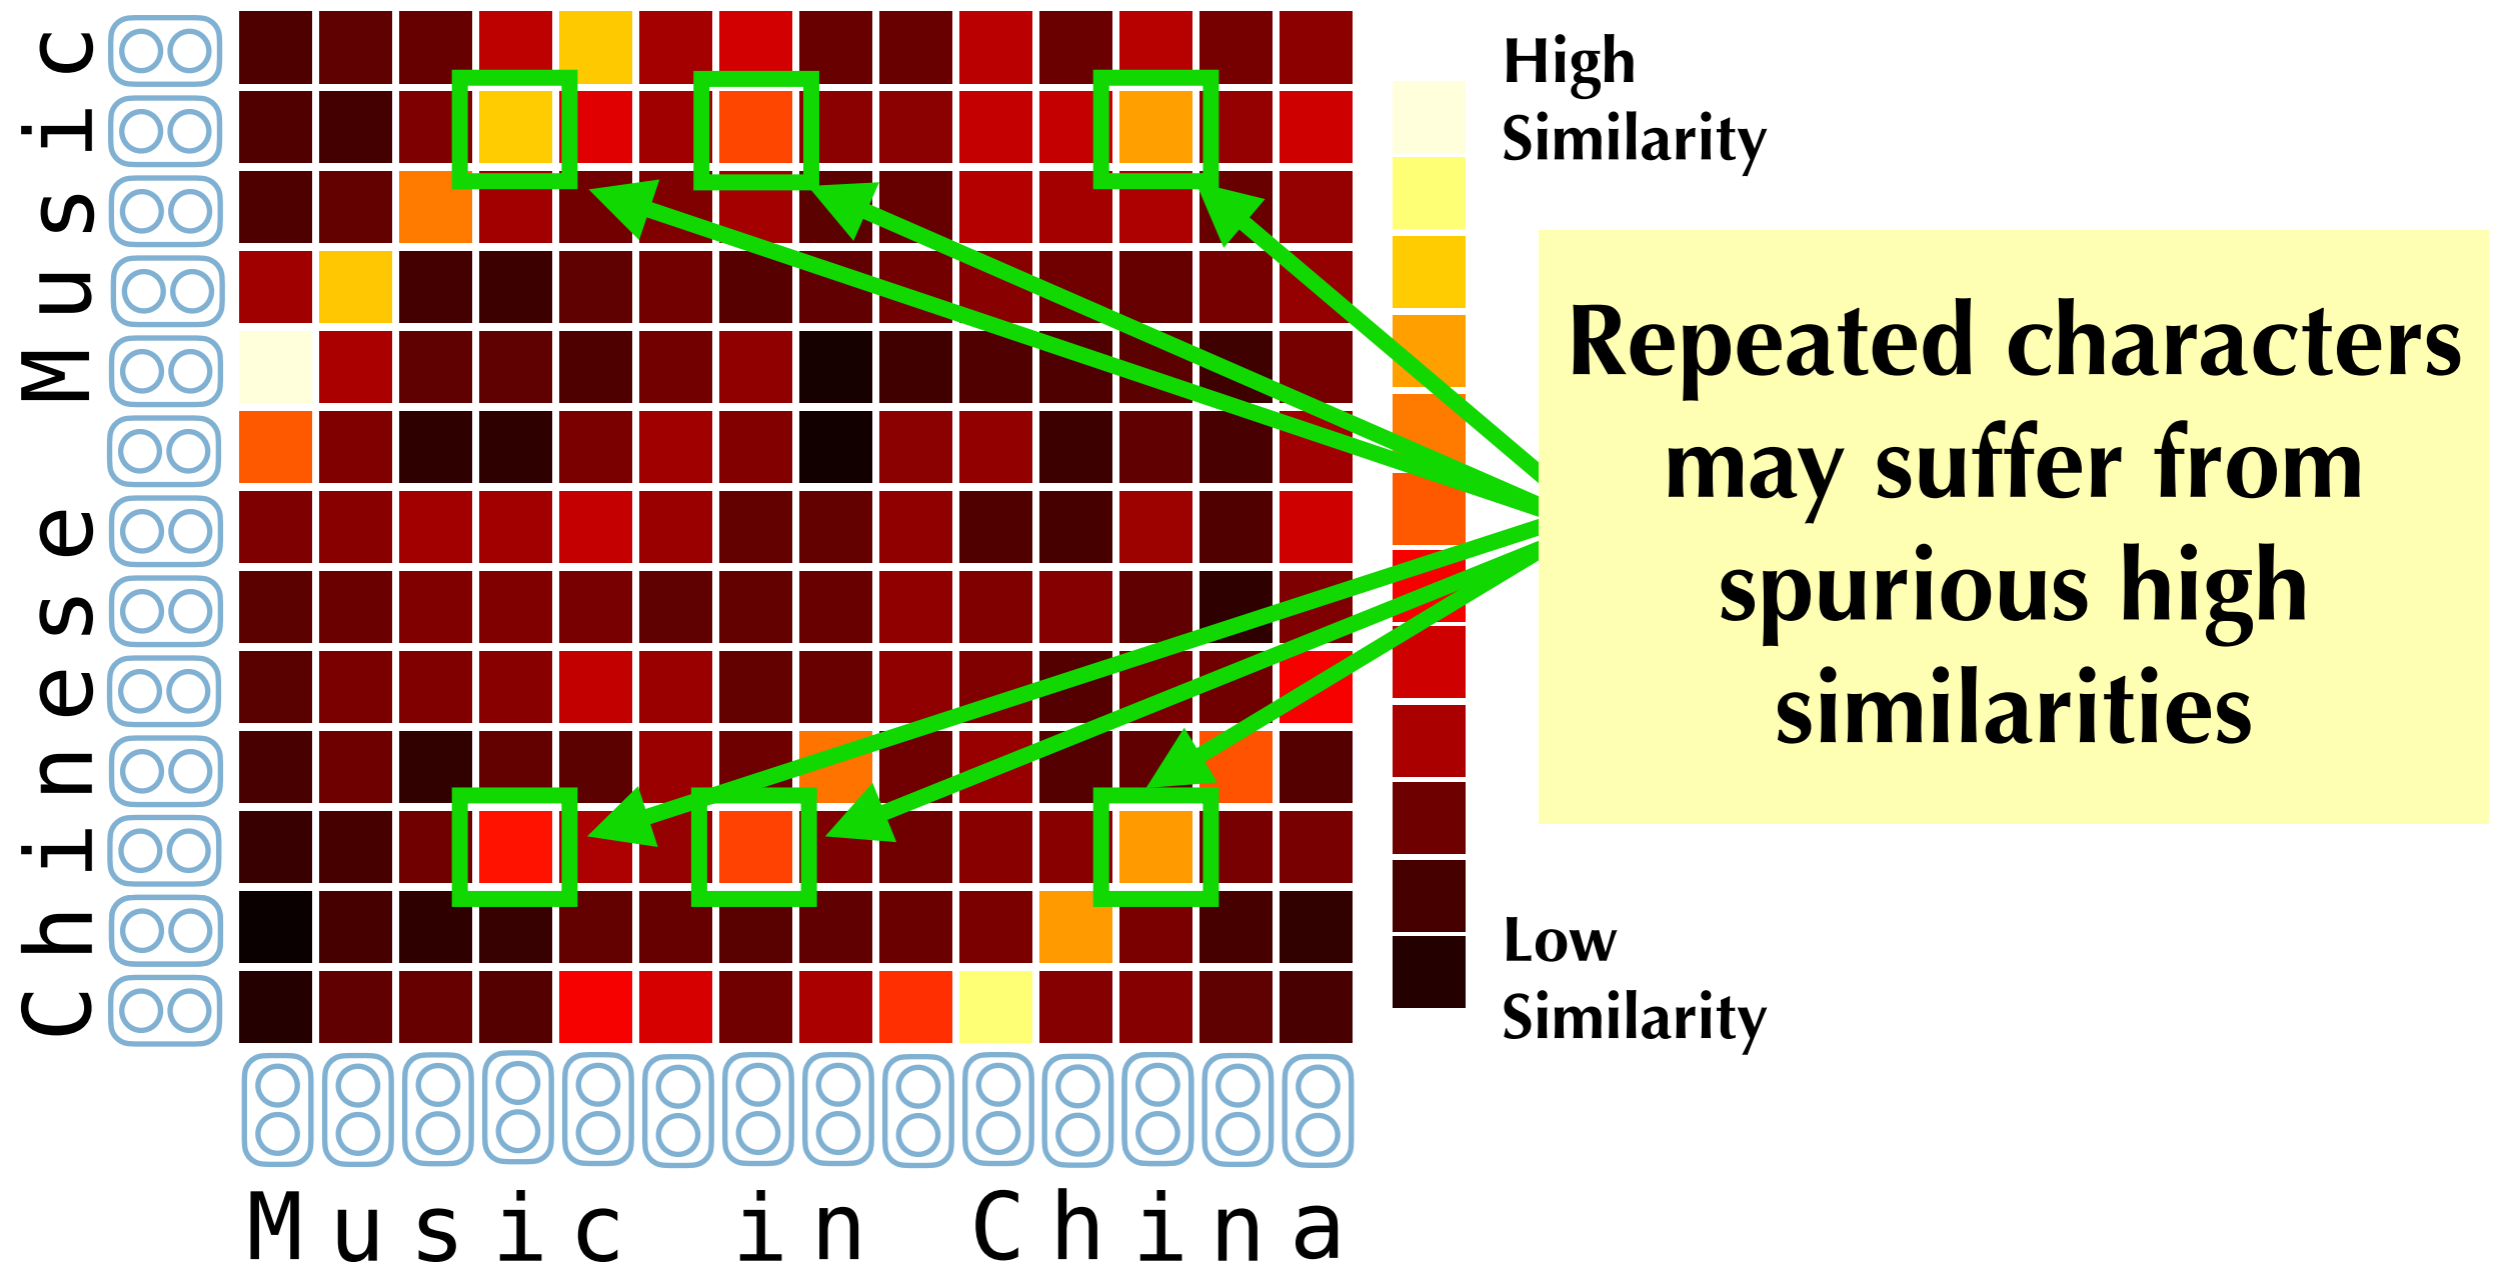 Chinese Music
High
Similarity
Repeated characters
may suffer from
spurious high
similarities
Low
Similarity
Music in China